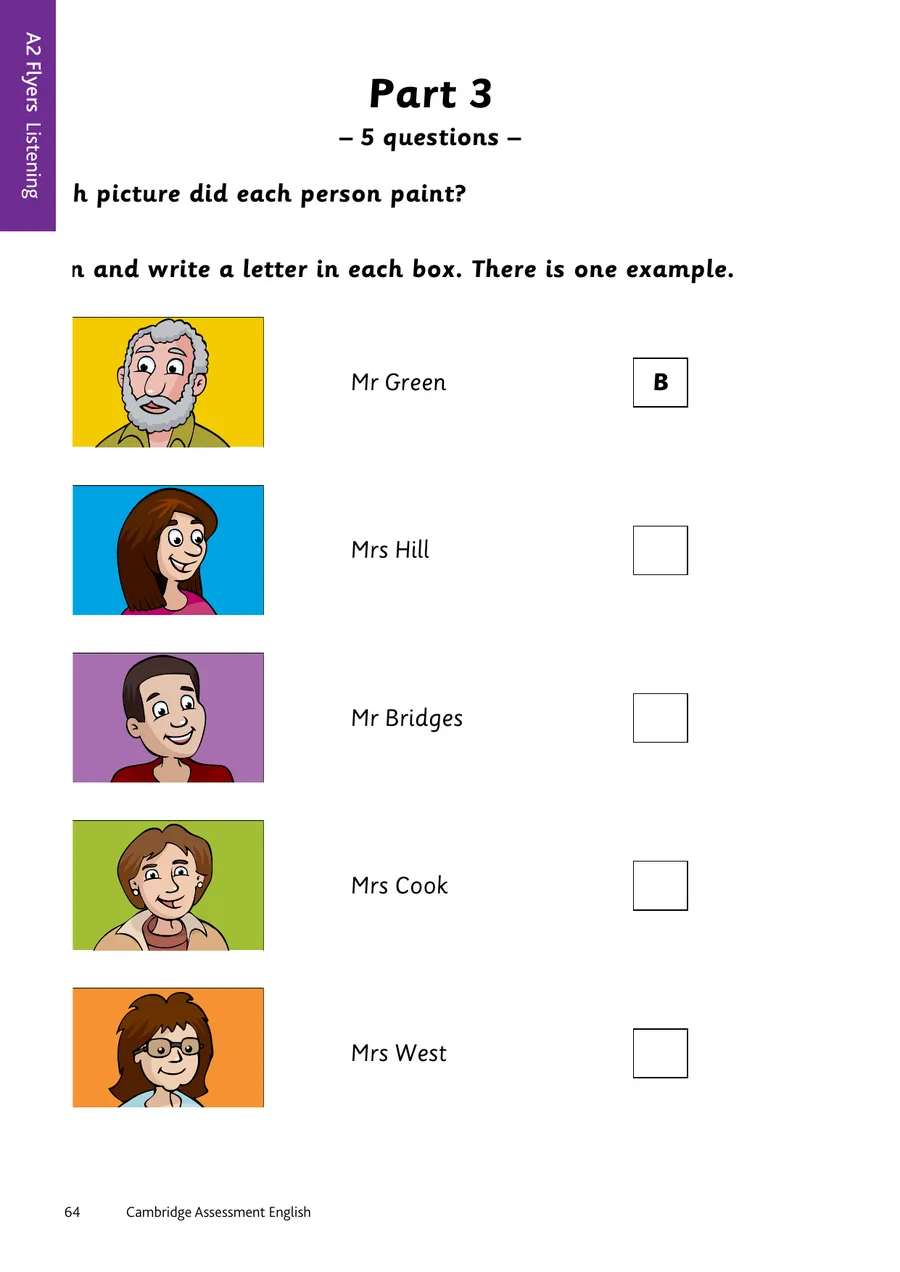 A2 Flyers Listening
Part 3
– 5 questions –
h picture did each person paint?
n and write a letter in each box. There is one example.
Mr Green
B
Mrs Hill
Mr Bridges
Mrs Cook
Mrs West
64 Cambridge Assessment English